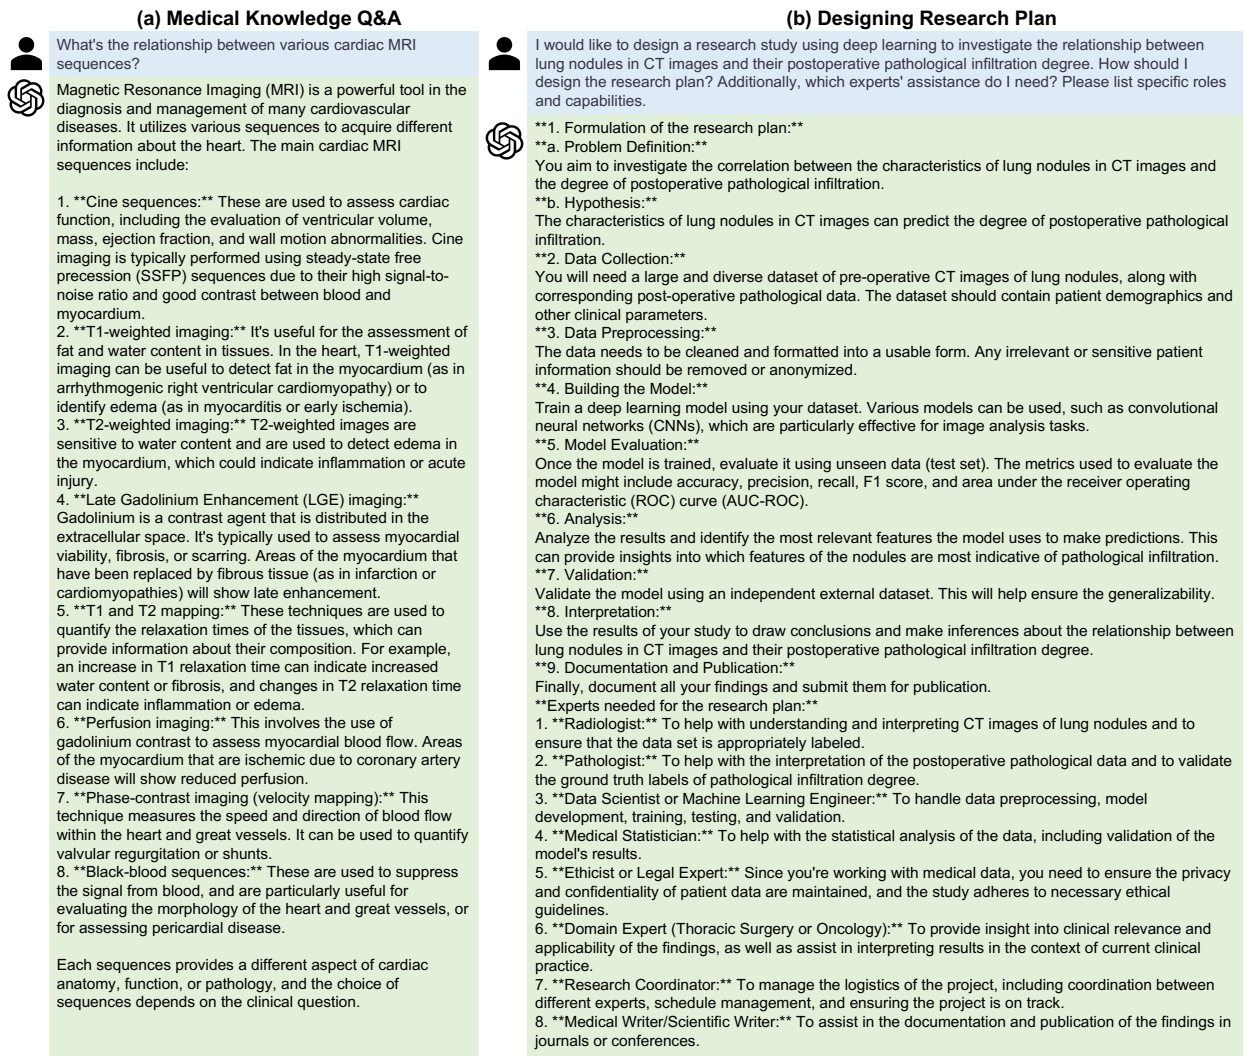 (a) Medical Knowledge Q&A
What's the relationship between various cardiac MRI
sequences?
Magnetic Resonance Imaging (MRI) is a powerful tool in the
diagnosis and management of many cardiovascular
diseases. It utilizes various sequences to acquire different
information about the heart. The main cardiac MRI
sequences include:
1. **Cine sequences:** These are used to assess cardiac
function, including the evaluation of ventricular volume,
mass, ejection fraction, and wall motion abnormalities. Cine
imaging is typically performed using steady-state free
precession (SSFP) sequences due to their high signal-to-
noise ratio and good contrast between blood and
myocardium.
2. **T1-weighted imaging:** It's useful for the assessment of
fat and water content in tissues. In the heart, T1-weighted
imaging can be useful to detect fat in the myocardium (as in
arrhythmogenic right ventricular cardiomyopathy) or to
identify edema (as in myocarditis or early ischemia).
3. **T2-weighted imaging:** T2-weighted images are
sensitive to water content and are used to detect edema in
the myocardium, which could indicate inflammation or acute
injury.
4. **Late Gadolinium Enhancement (LGE) imaging:**
Gadolinium is a contrast agent that is distributed in the
extracellular space. It's typically used to assess myocardial
viability, fibrosis, or scarring. Areas of the myocardium that
have been replaced by fibrous tissue (as in infarction or
cardiomyopathies) will show late enhancement.
5. **T1 and T2 mapping:** These techniques are used to
quantify the relaxation times of the tissues, which can
provide information about their composition. For example,
an increase in T1 relaxation time can indicate increased
water content or fibrosis, and changes in T2 relaxation time
can indicate inflammation or edema.
6. **Perfusion imaging:** This involves the use of
gadolinium contrast to assess myocardial blood flow. Areas
of the myocardium that are ischemic due to coronary artery
disease will show reduced perfusion.
7. **Phase-contrast imaging (velocity mapping):** This
technique measures the speed and direction of blood flow
within the heart and great vessels. It can be used to quantify
valvular regurgitation or shunts.
8. **Black-blood sequences:** These are used to suppress
the signal from blood, and are particularly useful for
evaluating the morphology of the heart and great vessels, or
for assessing pericardial disease.
Each sequences provides a different aspect of cardiac
anatomy, function, or pathology, and the choice of
sequences depends on the clinical question.
(b) Designing Research Plan
I would like to design a research study using deep learning to investigate the relationship between
lung nodules in CT images and their postoperative pathological infiltration degree. How should I
design the research plan? Additionally, which experts' assistance do I need? Please list specific roles
and capabilities.
**1. Formulation of the research plan:**
**a. Problem Definition:**
You aim to investigate the correlation between the characteristics of lung nodules in CT images and
the degree of postoperative pathological infiltration.
**b. Hypothesis:**
The characteristics of lung nodules in CT images can predict the degree of postoperative pathological
infiltration.
**2. Data Collection:**
You will need a large and diverse dataset of pre-operative CT images of lung nodules, along with
corresponding post-operative pathological data. The dataset should contain patient demographics and
other clinical parameters.
**3. Data Preprocessing:**
The data needs to be cleaned and formatted into a usable form. Any irrelevant or sensitive patient
information should be removed or anonymized.
**4. Building the Model:**
Train a deep learning model using your dataset. Various models can be used, such as convolutional
neural networks (CNNs), which are particularly effective for image analysis tasks.
**5. Model Evaluation:**
Once the model is trained, evaluate it using unseen data (test set). The metrics used to evaluate the
model might include accuracy, precision, recall, F1 score, and area under the receiver operating
characteristic (ROC) curve (AUC-ROC).
**6. Analysis:**
Analyze the results and identify the most relevant features the model uses to make predictions. This
can provide insights into which features of the nodules are most indicative of pathological infiltration.
**7. Validation:**
Validate the model using an independent external dataset. This will help ensure the generalizability.
**8. Interpretation:**
Use the results of your study to draw conclusions and make inferences about the relationship between
lung nodules in CT images and their postoperative pathological infiltration degree.
**9. Documentation and Publication:**
Finally, document all your findings and submit them for publication.
**Experts needed for the research plan:**
1. **Radiologist:** To help with understanding and interpreting CT images of lung nodules and to
ensure that the data set is appropriately labeled.
2. **Pathologist:** To help with the interpretation of the postoperative pathological data and to validate
the ground truth labels of pathological infiltration degree.
3. **Data Scientist or Machine Learning Engineer:** To handle data preprocessing, model
development, training, testing, and validation.
4. **Medical Statistician:** To help with the statistical analysis of the data, including validation of the
model's results.
5. **Ethicist or Legal Expert:** Since you're working with medical data, you need to ensure the privacy
and confidentiality of patient data are maintained, and the study adheres to necessary ethical
guidelines.
6. **Domain Expert (Thoracic Surgery or Oncology):** To provide insight into clinical relevance and
applicability of the findings, as well as assist in interpreting results in the context of current clinical
practice.
7. **Research Coordinator:** To manage the logistics of the project, including coordination between
different experts, schedule management, and ensuring the project is on track.
8. **Medical Writer/Scientific Writer:** To assist in the documentation and publication of the findings in
journals or conferences.